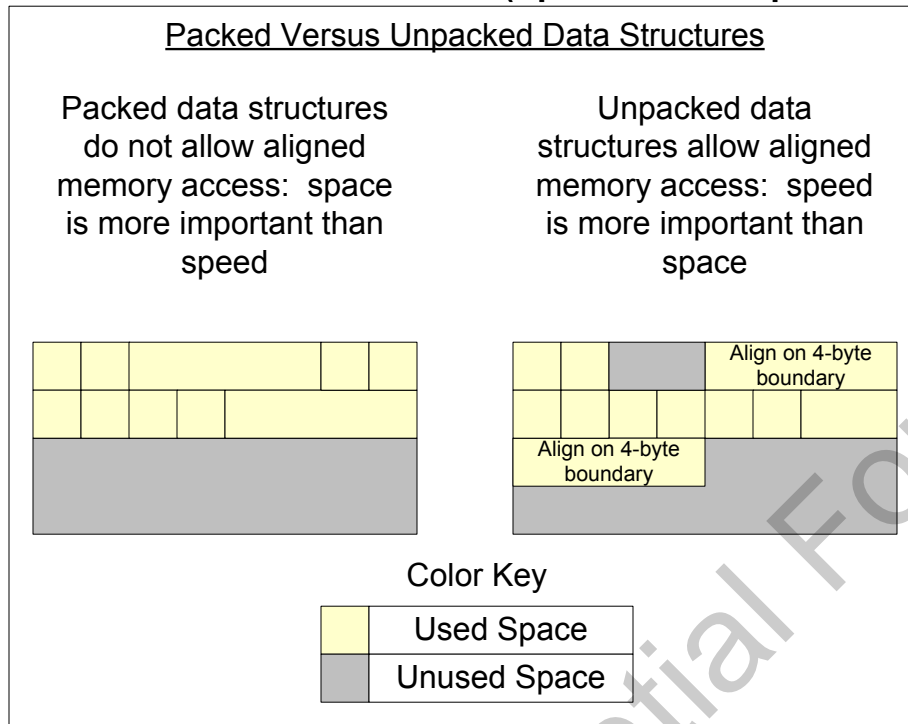 Packed Versus Unpacked Data Structures
Packed data structures
do not allow aligned
memory access: space
is more important than
speed
Unpacked data
structures allow aligned
memory access: speed
is more important than
space
Align on 4-byte
boundary
Align on 4-byte
boundary
Color Key
Used Space
Unused Space